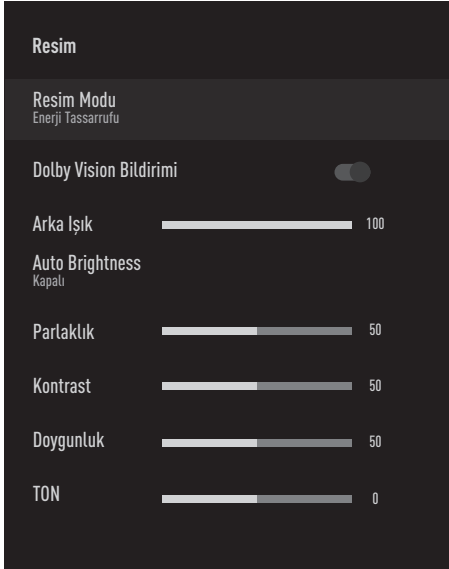 Resim
Resim Modu
Enerji Tassarrufu
Dolby Vision Bildirimi
Arka Işık 100
Auto Brightness
Kapalı
Parlaklık 50
Kontrast 50
Doygunluk 50
TON 0